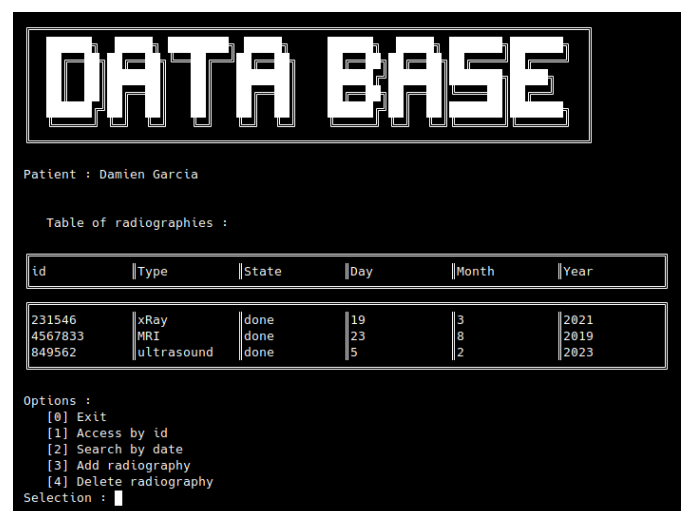 DATA BASE
Patient : Damien Garcia
Table of radiographies :
id Type State Day Month Year
231546 xRay done 19 3 2021
4567833 MRI done 23 8 2019
849562 ultrasound done 5 2 2023
Options :
[0] Exit
[1] Access by id
[2] Search by date
[3] Add radiography
[4] Delete radiography
Selection :